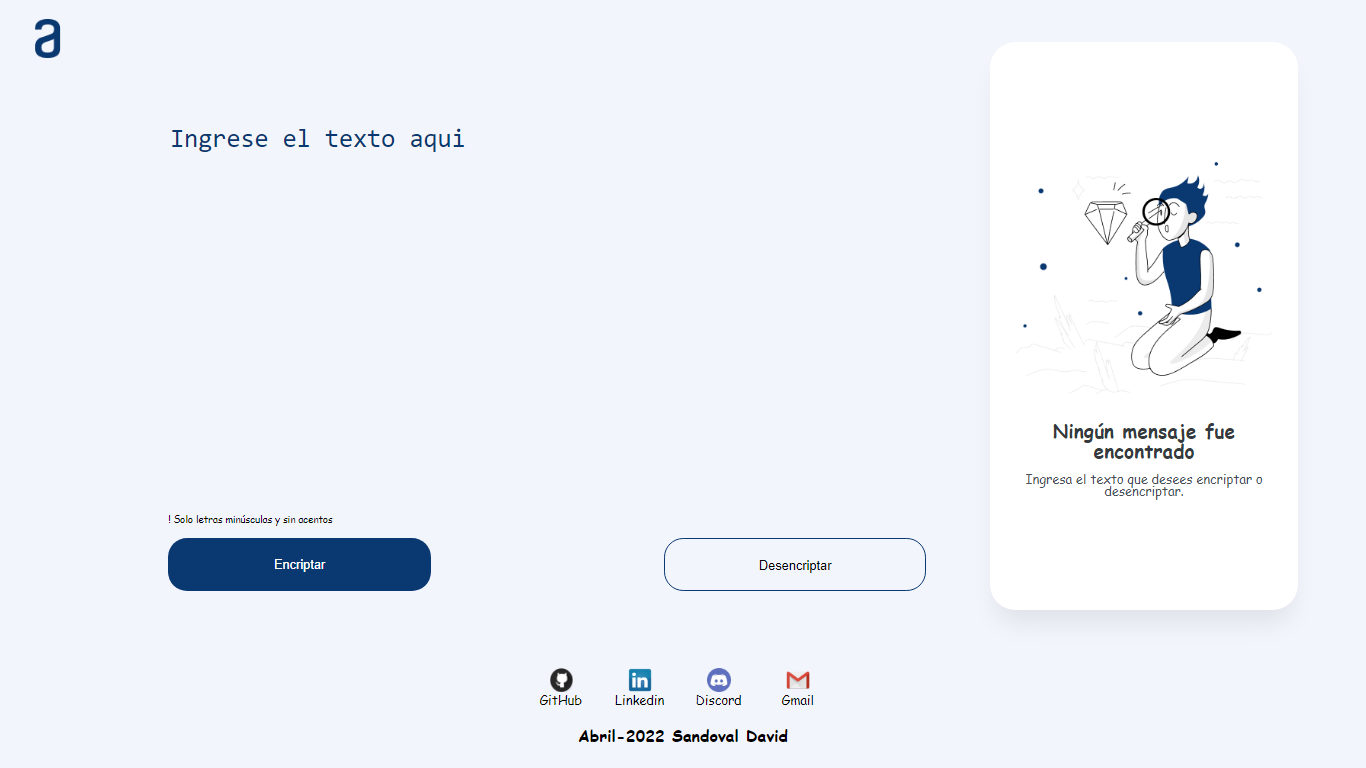 a
Ingrese el texto aqui
Ningún mensaje fue
encontrado
Ingresa el texto que desees encriptar o
desencriptar.
! Solo letras minúsculas y sin acentos
Encriptar
Desencriptar
GitHub
Linkedin
Discord
Gmail
Abril-2022 Sandoval David